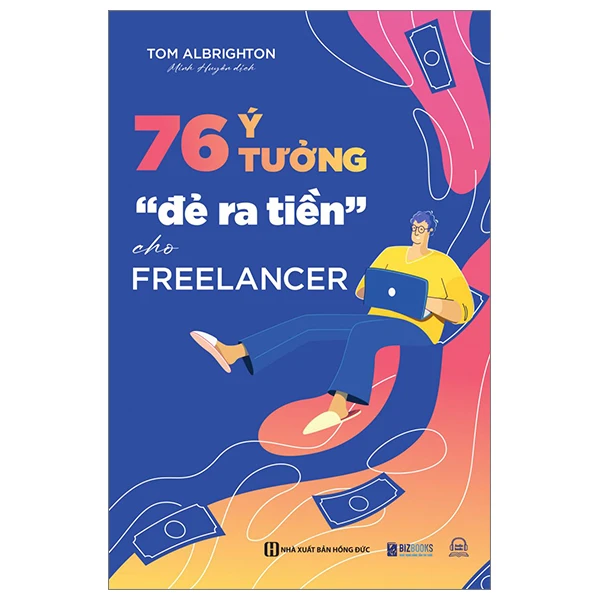 TOM ALBRIGHTON
Minh Huyền dịch
76 Ý
TƯỞNG
“đẻ ra tiền”
cho
FREELANCER
NHÀ XUẤT BẢN HỒNG ĐỨC
BIZBOOKS